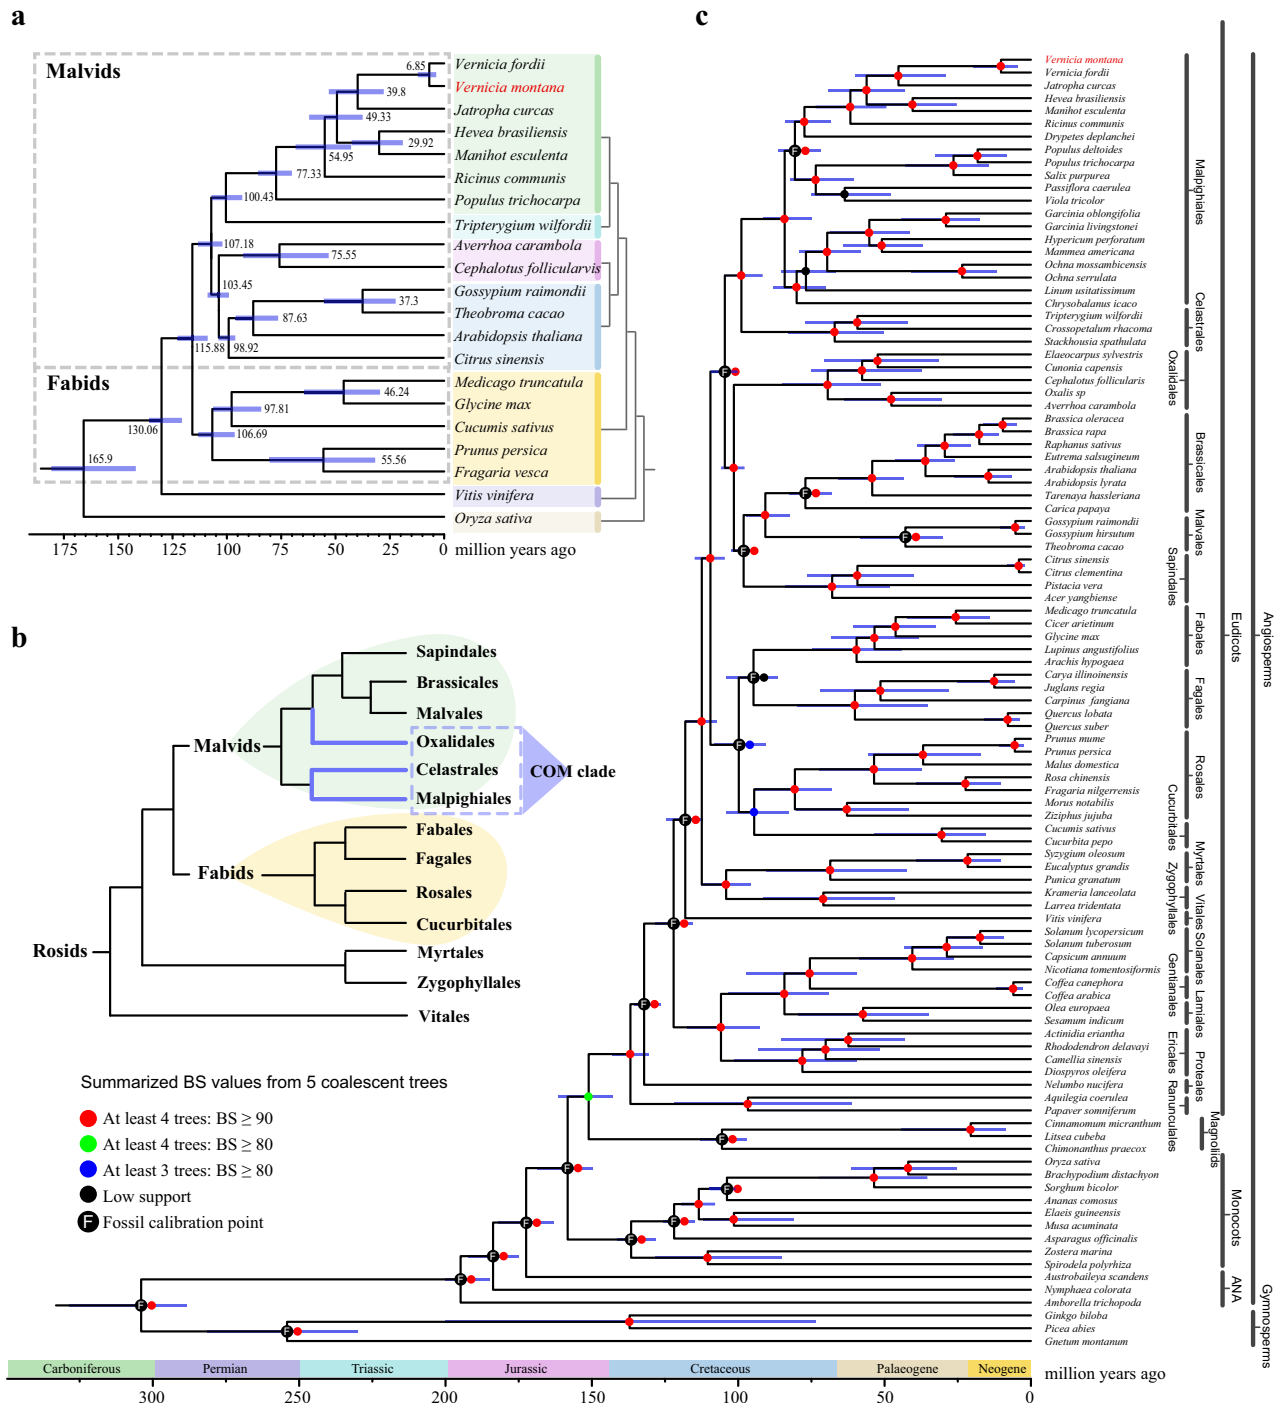 a
Malvids
Vernicia fordii
Vernicia montana
Jatropha curcas
Hevea brasiliensis
Manihot esculenta
Ricinus communis
Populus trichocarpa
Tripterygium wilfordii
Averrhoa carambola
Cephalotus follicularvis
Gossypium raimondii
Theobroma cacao
Arabidopsis thaliana
Citrus sinensis
Fabids
Medicago truncatula
Glycine max
Cucumis sativus
Prunus persica
Fragaria vesca
Vitis vinifera
Oryza sativa
6.85
39.8
49.33
29.92
54.95
77.33
100.43
107.18
75.55
103.45
37.3
87.63
115.88
98.92
46.24
97.81
106.69
130.06
55.56
165.9
175 150 125 100 75 50 25 0 million years ago
b
Sapindales
Brassicales
Malvales
Malvids
Oxalidales
Celastrales
COM clade
Malpighiales
Fabales
Fagales
Fabids
Rosales
Cucurbitales
Rosids
Myrtales
Zygophyllales
Vitales
Summarized BS values from 5 coalescent trees
At least 4 trees: BS ≥ 90
At least 4 trees: BS ≥ 80
At least 3 trees: BS ≥ 80
Low support
F Fossil calibration point
c
Vernicia montana
Vernicia fordii
Jatropha curcas
Hevea brasiliensis
Manihot esculenta
Ricinus communis
Drypetes deplanchei
Populus deltoides
Populus trichocarpa
Salix purpurea
Passiflora caerulea
Viola tricolor
Garcinia oblongifolia
Garcinia livingstonei
Hypericum perforatum
Mammea americana
Ochna mossambicensis
Ochna serrulata
Linum usitatissimum
Chrysobalanus icaco
Tripterygium wilfordii
Crossopetalum rhacoma
Stackhousia spathulata
Elaeocarpus sylvestris
Cunonia capensis
Cephalotus follicularis
Oxalis sp
Averrhoa carambola
Brassica oleracea
Brassica rapa
Raphanus sativus
Eutrema salsugineum
Arabidopsis thaliana
Arabidopsis lyrata
Tarenaya hassleriana
Carica papaya
Gossypium raimondii
Gossypium hirsutum
Theobroma cacao
Citrus sinensis
Citrus clementina
Pistacia vera
Acer yangbiense
Medicago truncatula
Cicer arietinum
Glycine max
Lupinus angustifolius
Arachis hypogaea
Carya illinoinensis
Juglans regia
Carpinus fangiana
Quercus lobata
Quercus suber
Prunus mume
Prunus persica
Malus domestica
Rosa chinensis
Fragaria nilgerrensis
Morus notabilis
Ziziphus jujuba
Cucumis sativus
Cucurbita pepo
Syzygium oleosum
Eucalyptus grandis
Punica granatum
Krameria lanceolata
Larrea tridentata
Vitis vinifera
Solanum lycopersicum
Solanum tuberosum
Capsicum annuum
Nicotiana tomentosiformis
Coffea canephora
Coffea arabica
Olea europaea
Sesamum indicum
Actinidia eriantha
Rhododendron delavayi
Camellia sinensis
Diospyros oleifera
Nelumbo nucifera
Aquilegia coerulea
Papaver somniferum
Cinnamomum micranthum
Litsea cubeba
Chimonanthus praecox
Oryza sativa
Brachypodium distachyon
Sorghum bicolor
Ananas comosus
Elaeis guineensis
Musa acuminata
Asparagus officinalis
Zostera marina
Spirodela polyrhiza
Austrobaileya scandens
Nymphaea colorata
Amborella trichopoda
Ginkgo biloba
Picea abies
Gnetum montanum
Malpighiales
Celastrales
Oxalidales
Brassicales
Malvales
Sapindales
Fabales
Fagales
Rosales
Cucurbitales
Myrtales
Zygophyllales
Vitales
Solanales
Gentianales
Lamiales
Ericales
Proteales
Ranunculales
Magnoliids
Monocots
ANA
Eudicots
Angiosperms
Gymnosperms
Carboniferous Permian Triassic Jurassic Cretaceous Palaeogene Neogene million years ago
300 250 200 150 100 50 0